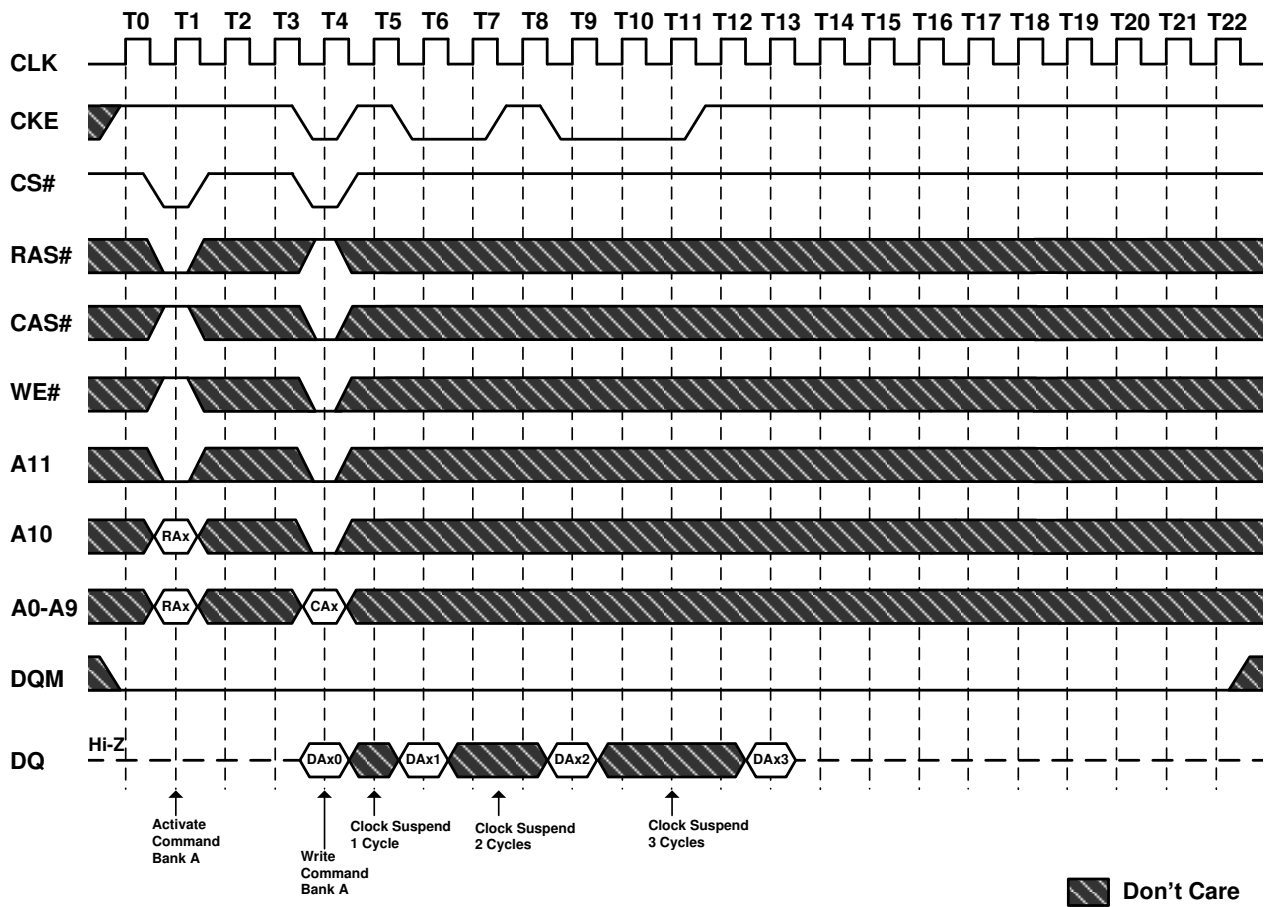 T0 T1 T2 T3 T4 T5 T6 T7 T8 T9 T10 T11 T12 T13 T14 T15 T16 T17 T18 T19 T20 T21 T22
CLK
CKE
CS#
RAS#
CAS#
WE#
A11
A10 RAx
A0-A9 RAx CAx
DQM
DQ Hi-Z DAx0 DAx1 DAx2 DAx3
Activate
Command
Bank A
Write
Command
Bank A
Clock Suspend
1 Cycle
Clock Suspend
2 Cycles
Clock Suspend
3 Cycles
Don't Care